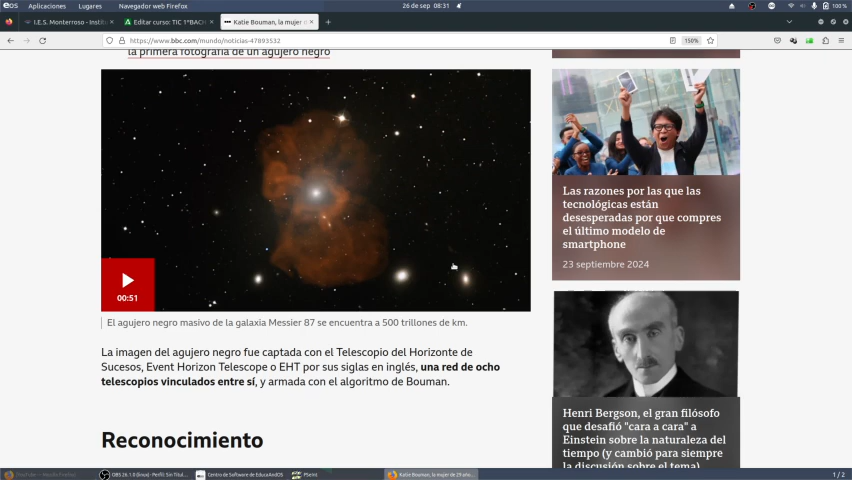 eos Aplicaciones Lugares Navegador web Firefox 26 de sep 08:31 100 %
I.E.S. Monterroso - Institu
Editar curso: TIC 1ºBACH
Katie Bouman, la mujer d
https://www.bbc.com/mundo/noticias-47893532 150%
la primera fotografía de un agujero negro
00:51
El agujero negro masivo de la galaxia Messier 87 se encuentra a 500 trillones de km.
La imagen del agujero negro fue captada con el Telescopio del Horizonte de
Sucesos, Event Horizon Telescope o EHT por sus siglas en inglés, una red de ocho
telescopios vinculados entre sí, y armada con el algoritmo de Bouman.
Reconocimiento
Las razones por las que las
tecnológicas están
desesperadas por que compres
el último modelo de
smartphone
23 septiembre 2024
Henri Bergson, el gran filósofo
que desafió "cara a cara" a
Einstein sobre la naturaleza del
tiempo (y cambió para siempre
la discusión sobre el tema)
OBS 26.1.0 (linux) - Perfil: Sin Títul...
Centro de Software de EducaAndOS
PSeInt
Katie Bouman, la mujer de 29 año...
1 / 2